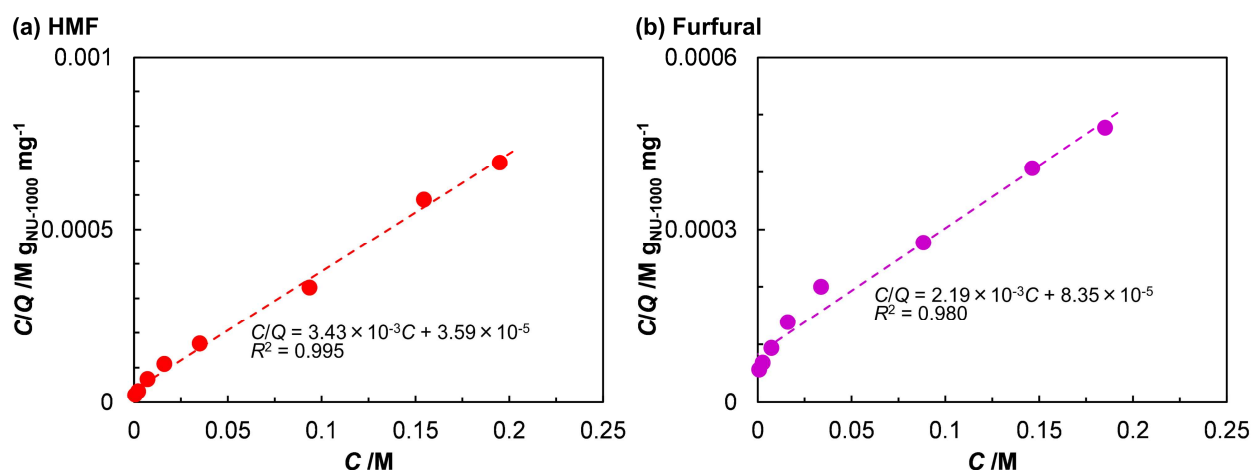 (a) HMF
0.001
0.0005
0
C/Q /M gNU-1000 mg-1
C/Q = 3.43 × 10-3C + 3.59 × 10-5
R2 = 0.995
0 0.05 0.1 0.15 0.2 0.25
C /M
(b) Furfural
0.0006
0.0003
0
C/Q /M gNU-1000 mg-1
C/Q = 2.19 × 10-3C + 8.35 × 10-5
R2 = 0.980
0 0.05 0.1 0.15 0.2 0.25
C /M